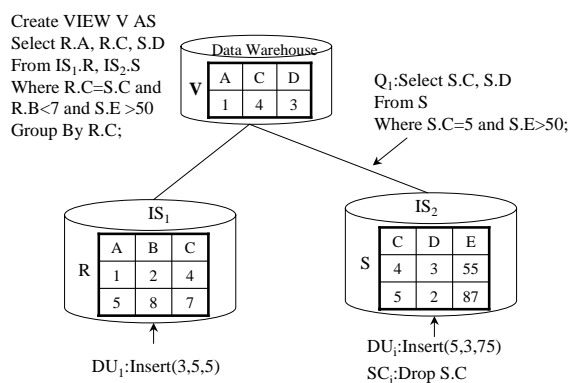 Create VIEW V AS
Select R.A, R.C, S.D
From IS₁.R, IS₂.S
Where R.C=S.C and
R.B<7 and S.E >50
Group By R.C;
Data Warehouse
V
A C D
1 4 3
Q₁:Select S.C, S.D
From S
Where S.C=5 and S.E>50;
IS₁
R
A B C
1 2 4
5 8 7
DU₁:Insert(3,5,5)
IS₂
S
C D E
4 3 55
5 2 87
DUᵢ:Insert(5,3,75)
SCᵢ:Drop S.C